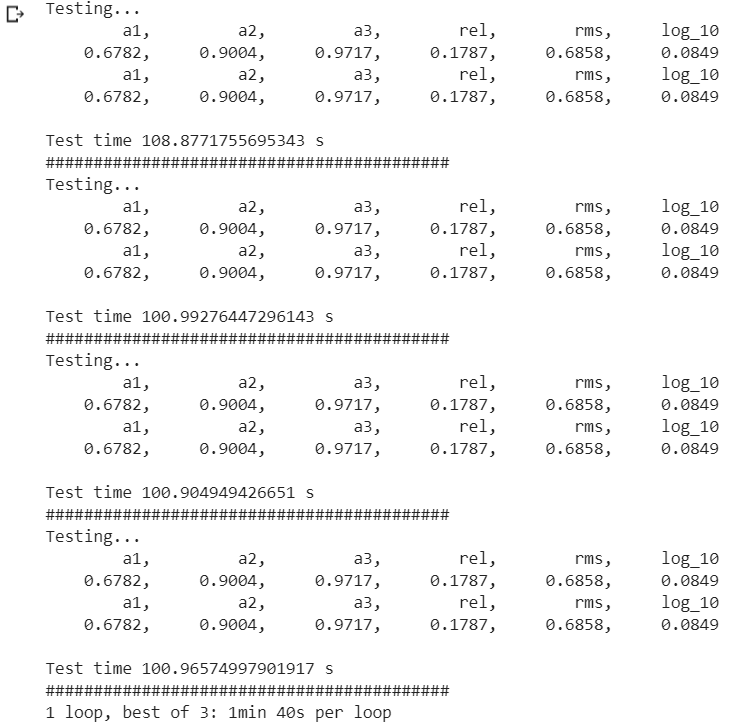 Testing...
a1, a2, a3, rel, rms, log_10
0.6782, 0.9004, 0.9717, 0.1787, 0.6858, 0.0849
a1, a2, a3, rel, rms, log_10
0.6782, 0.9004, 0.9717, 0.1787, 0.6858, 0.0849
Test time 108.8771755695343 s
##########################################
Testing...
a1, a2, a3, rel, rms, log_10
0.6782, 0.9004, 0.9717, 0.1787, 0.6858, 0.0849
a1, a2, a3, rel, rms, log_10
0.6782, 0.9004, 0.9717, 0.1787, 0.6858, 0.0849
Test time 100.99276447296143 s
##########################################
Testing...
a1, a2, a3, rel, rms, log_10
0.6782, 0.9004, 0.9717, 0.1787, 0.6858, 0.0849
a1, a2, a3, rel, rms, log_10
0.6782, 0.9004, 0.9717, 0.1787, 0.6858, 0.0849
Test time 100.904949426651 s
##########################################
Testing...
a1, a2, a3, rel, rms, log_10
0.6782, 0.9004, 0.9717, 0.1787, 0.6858, 0.0849
a1, a2, a3, rel, rms, log_10
0.6782, 0.9004, 0.9717, 0.1787, 0.6858, 0.0849
Test time 100.96574997901917 s
##########################################
1 loop, best of 3: 1min 40s per loop